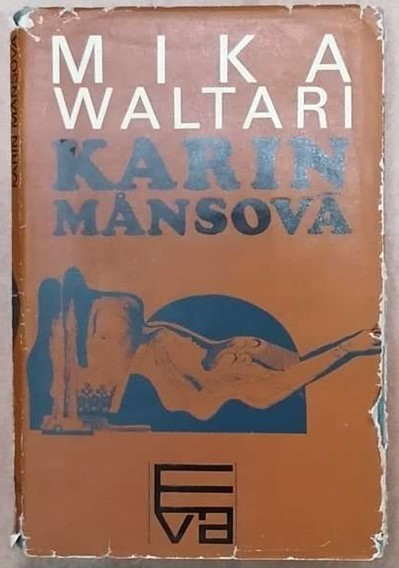 MIKA
WALTARI
KARIN
MÅNSOVÁ
Eva
KARIN MÅNSOVÁ